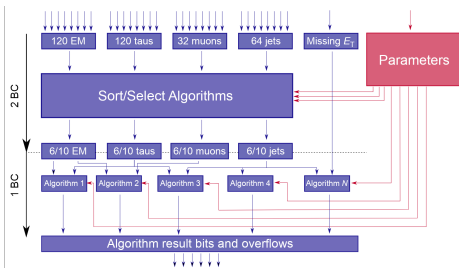 120 EM
120 taus
32 muons
64 jets
Missing E_T
Parameters
2 BC
Sort/Select Algorithms
6/10 EM
6/10 taus
6/10 muons
6/10 jets
1 BC
Algorithm 1
Algorithm 2
Algorithm 3
Algorithm 4
Algorithm N
Algorithm result bits and overflows